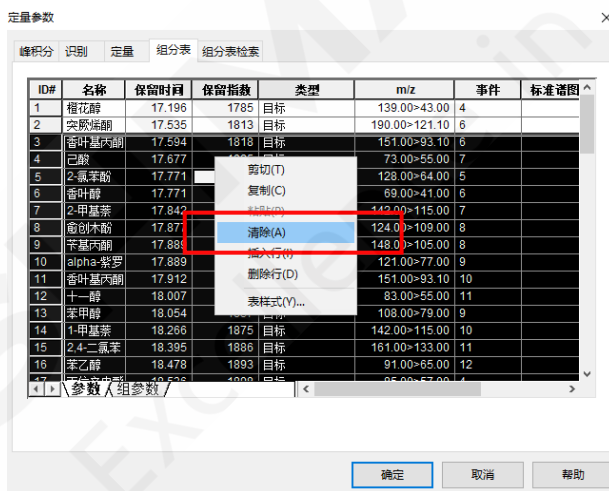 定量参数
峰积分 识别 定量 组分表 组分表检索
ID# 名称 保留时间 保留指数 类型 m/z 事件 标准谱图
1 橙花醇 17.196 1785 目标 139.00>43.00 4
2 突厥烯酮 17.535 1813 目标 190.00>121.10 6
3 香叶基丙酮 17.594 1818 目标 151.00>93.10 6
4 己酸 17.677 73.00>55.00 7
5 2-氯苯酚 17.771 128.00>64.00 5
6 香叶醇 17.771 69.00>41.00 6
7 2-甲基萘 17.842 142.00>115.00 7
8 愈创木酚 17.877 124.00>109.00 8
9 苄基丙酮 17.889 148.00>105.00 8
10 alpha-紫罗 17.889 121.00>77.00 9
11 香叶基丙酮 17.912 151.00>93.10 10
12 十一醇 18.007 83.00>55.00 11
13 苯甲醇 18.054 108.00>79.00 9
14 1-甲基萘 18.266 1875 目标 142.00>115.00 10
15 2,4-二氯苯 18.395 1886 目标 161.00>133.00 11
16 苯乙醇 18.478 1893 目标 91.00>65.00 12
剪切(T)
复制(C)
粘贴(P)
清除(A)
插入行(I)
删除行(D)
表样式(Y)...
参数 组参数
确定 取消 帮助